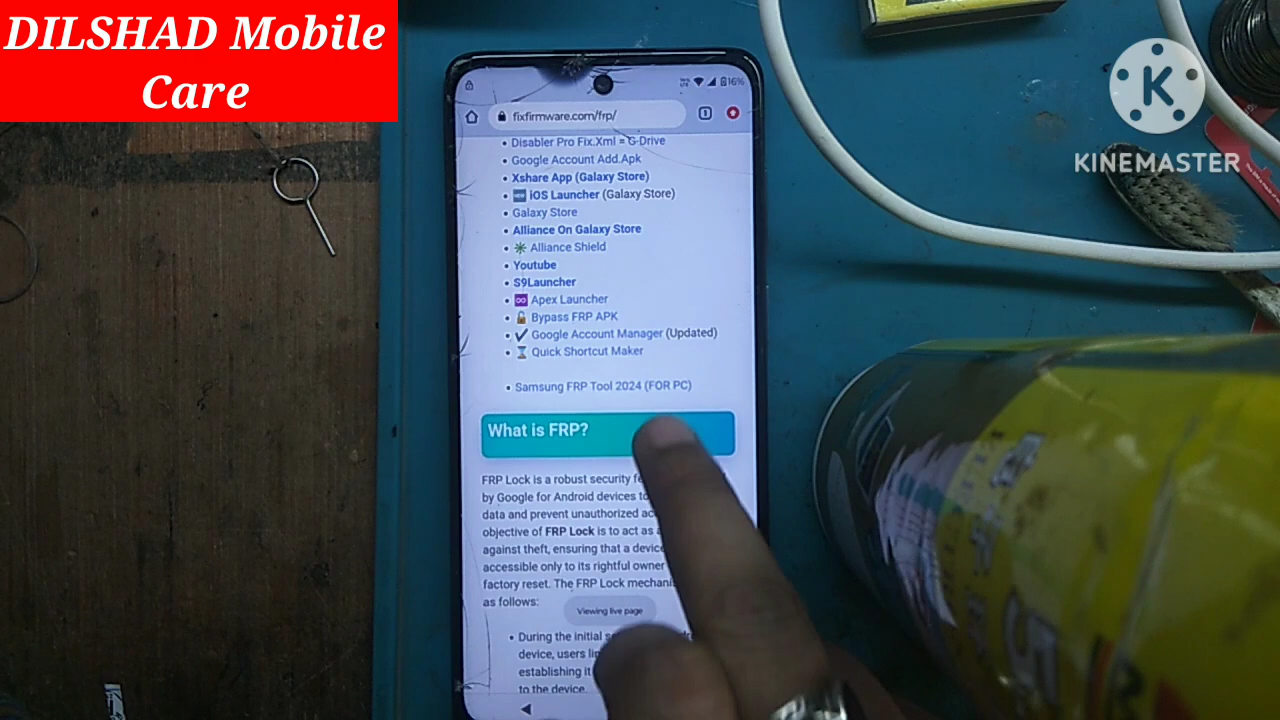 DILSHAD Mobile
Care
KINEMASTER
16%
fixfirmware.com/frp/
1
• Disabler Pro Fix.Xml = G-Drive
• Google Account Add.Apk
• Xshare App (Galaxy Store)
• NEW iOS Launcher (Galaxy Store)
• Galaxy Store
• Alliance On Galaxy Store
• ✳️ Alliance Shield
• Youtube
• S9Launcher
• ♾️ Apex Launcher
• 🔓 Bypass FRP APK
• ✔️ Google Account Manager (Updated)
• ⌛ Quick Shortcut Maker
• Samsung FRP Tool 2024 (FOR PC)
What is FRP?
FRP Lock is a robust security
by Google for Android devices
data and prevent unauthorized
objective of FRP Lock is to act as
against theft, ensuring that a device
accessible only to its rightful owner
factory reset. The FRP Lock
as follows:
Viewing live page
• During the initial
device, users
establishing
to the device.